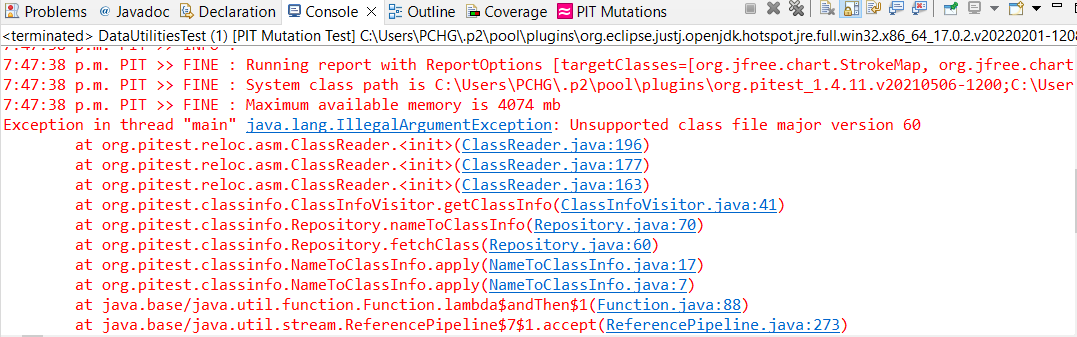 Problems @ Javadoc Declaration Console Outline Coverage PIT Mutations
<terminated> DataUtilitiesTest (1) [PIT Mutation Test] C:\Users\PCHG\.p2\pool\plugins\org.eclipse.justj.openjdk.hotspot.jre.full.win32.x86_64_17.0.2.v20220201-1208
7:47:38 p.m. PIT >> INFO :
7:47:38 p.m. PIT >> FINE : Running report with ReportOptions [targetClasses=[org.jfree.chart.StrokeMap, org.jfree.chart
7:47:38 p.m. PIT >> FINE : System class path is C:\Users\PCHG\.p2\pool\plugins\org.pitest_1.4.11.v20210506-1200;C:\User
7:47:38 p.m. PIT >> FINE : Maximum available memory is 4074 mb
Exception in thread "main" java.lang.IllegalArgumentException: Unsupported class file major version 60
at org.pitest.reloc.asm.ClassReader.<init>(ClassReader.java:196)
at org.pitest.reloc.asm.ClassReader.<init>(ClassReader.java:177)
at org.pitest.reloc.asm.ClassReader.<init>(ClassReader.java:163)
at org.pitest.classinfo.ClassInfoVisitor.getClassInfo(ClassInfoVisitor.java:41)
at org.pitest.classinfo.Repository.nameToClassInfo(Repository.java:70)
at org.pitest.classinfo.Repository.fetchClass(Repository.java:60)
at org.pitest.classinfo.NameToClassInfo.apply(NameToClassInfo.java:17)
at org.pitest.classinfo.NameToClassInfo.apply(NameToClassInfo.java:7)
at java.base/java.util.function.Function.lambda$andThen$1(Function.java:88)
at java.base/java.util.stream.ReferencePipeline$7$1.accept(ReferencePipeline.java:273)